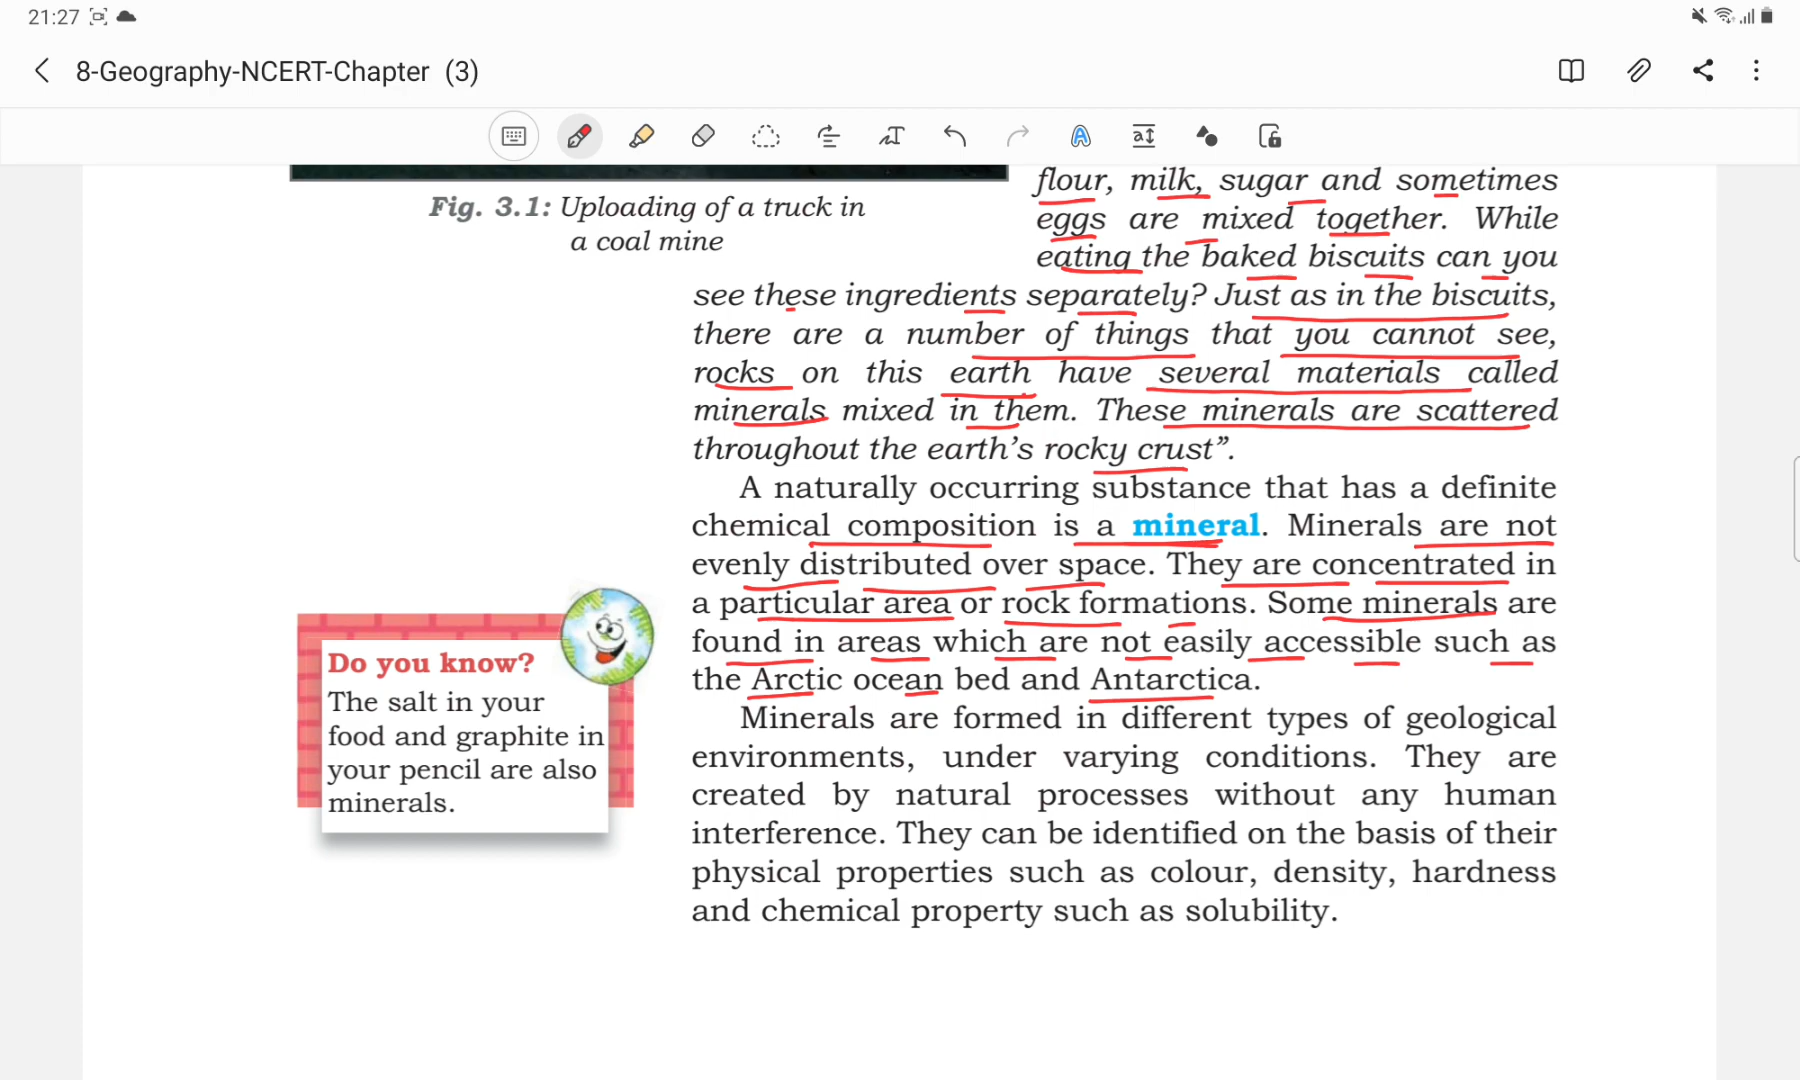 21:27
8-Geography-NCERT-Chapter (3)
Fig. 3.1: Uploading of a truck in
a coal mine
flour, milk, sugar and sometimes
eggs are mixed together. While
eating the baked biscuits can you
see these ingredients separately? Just as in the biscuits,
there are a number of things that you cannot see,
rocks on this earth have several materials called
minerals mixed in them. These minerals are scattered
throughout the earth's rocky crust”.
A naturally occurring substance that has a definite
chemical composition is a mineral. Minerals are not
evenly distributed over space. They are concentrated in
a particular area or rock formations. Some minerals are
found in areas which are not easily accessible such as
the Arctic ocean bed and Antarctica.
Do you know?
The salt in your
food and graphite in
your pencil are also
minerals.
Minerals are formed in different types of geological
environments, under varying conditions. They are
created by natural processes without any human
interference. They can be identified on the basis of their
physical properties such as colour, density, hardness
and chemical property such as solubility.